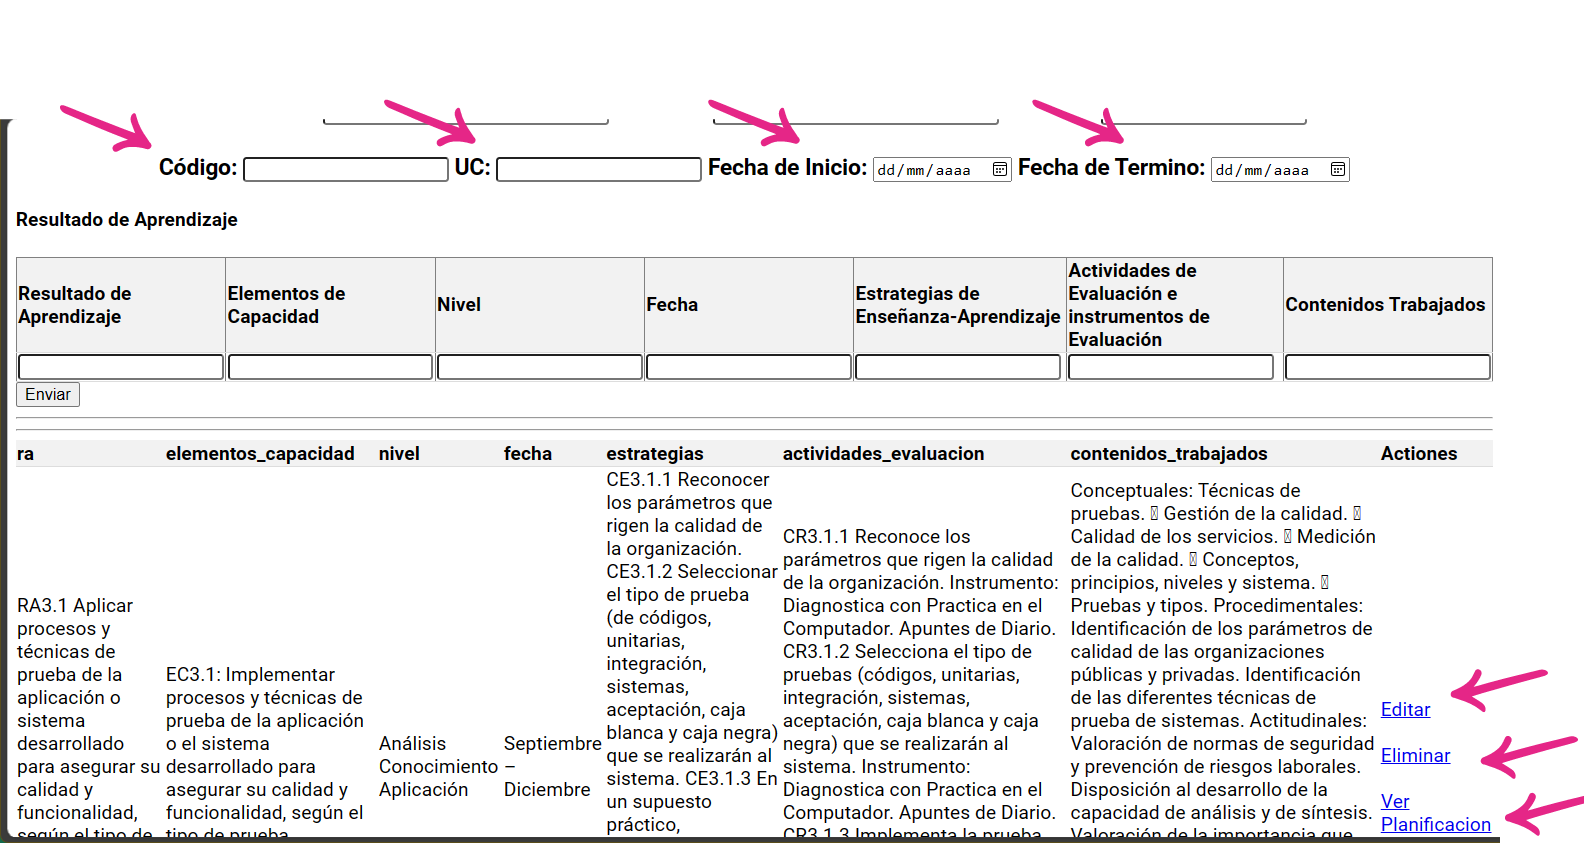 Código: UC: Fecha de Inicio: dd/mm/aaaa Fecha de Termino: dd/mm/aaaa
Resultado de Aprendizaje
Resultado de
Aprendizaje
Elementos de
Capacidad
Nivel
Fecha
Estrategias de
Enseñanza-Aprendizaje
Actividades de
Evaluación e
instrumentos de
Evaluación
Contenidos Trabajados
Enviar
ra elementos_capacidad nivel fecha estrategias actividades_evaluacion contenidos_trabajados Actiones
RA3.1 Aplicar
procesos y
técnicas de
prueba de la
aplicación o
sistema
desarrollado
para asegurar su
calidad y
funcionalidad,
según el tipo de
EC3.1: Implementar
procesos y técnicas de
prueba de la aplicación
o el sistema
desarrollado para
asegurar su calidad y
funcionalidad, según el
tipo de prueba
Análisis
Conocimiento
Aplicación
Septiembre
–
Diciembre
CE3.1.1 Reconocer
los parámetros que
rigen la calidad de
la organización.
CE3.1.2 Seleccionar
el tipo de prueba
(de códigos,
unitarias,
integración,
sistemas,
aceptación, caja
blanca y caja negra)
que se realizarán al
sistema. CE3.1.3 En
un supuesto
práctico,
CR3.1.1 Reconoce los
parámetros que rigen la calidad
de la organización. Instrumento:
Diagnostica con Practica en el
Computador. Apuntes de Diario.
CR3.1.2 Selecciona el tipo de
pruebas (códigos, unitarias,
integración, sistemas,
aceptación, caja blanca y caja
negra) que se realizarán al
sistema. Instrumento:
Diagnostica con Practica en el
Computador. Apuntes de Diario.
CR3.1.3 Implementa la prueba
Conceptuales: Técnicas de
pruebas. Gestión de la calidad.
Calidad de los servicios. Medición
de la calidad. Conceptos,
principios, niveles y sistema.
Pruebas y tipos. Procedimentales:
Identificación de los parámetros de
calidad de las organizaciones
públicas y privadas. Identificación
de las diferentes técnicas de
prueba de sistemas. Actitudinales:
Valoración de normas de seguridad
y prevención de riesgos laborales.
Disposición al desarrollo de la
capacidad de análisis y de síntesis.
Valoración de la importancia que
Editar
Eliminar
Ver
Planificacion